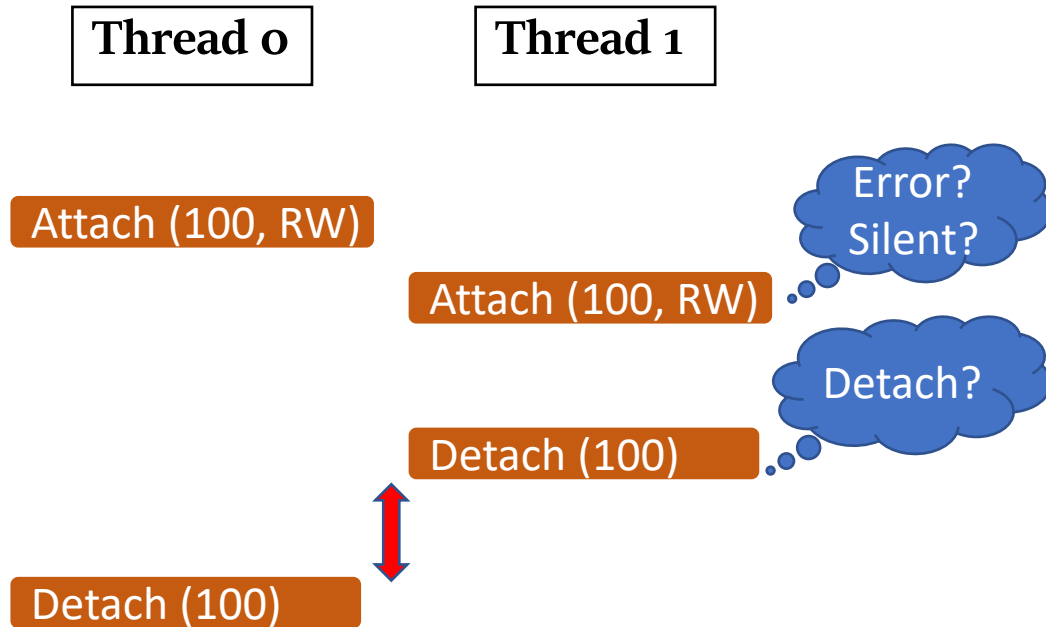 Thread 0
Thread 1
Attach (100, RW)
Error?
Silent?
Attach (100, RW)
Detach?
Detach (100)
Detach (100)